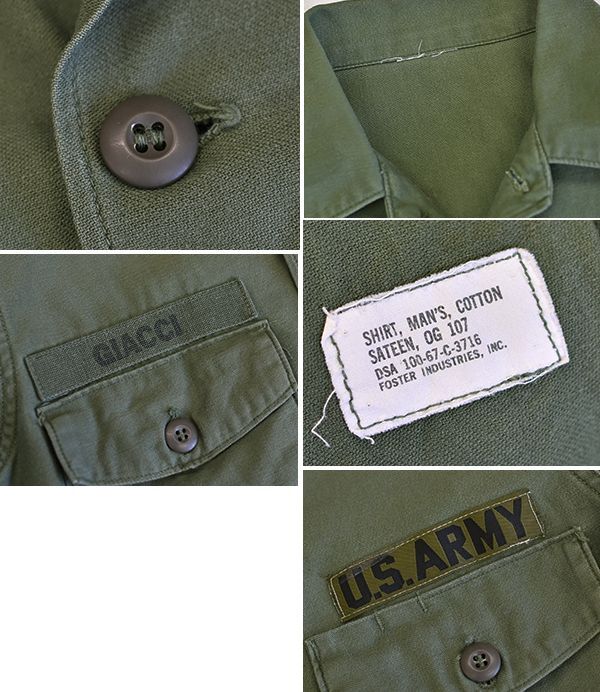 GIACCI
SHIRT, MAN'S, COTTON
SATEEN, OG 107
DSA 100-67-C-3716
FOSTER INDUSTRIES, INC.
U.S. ARMY